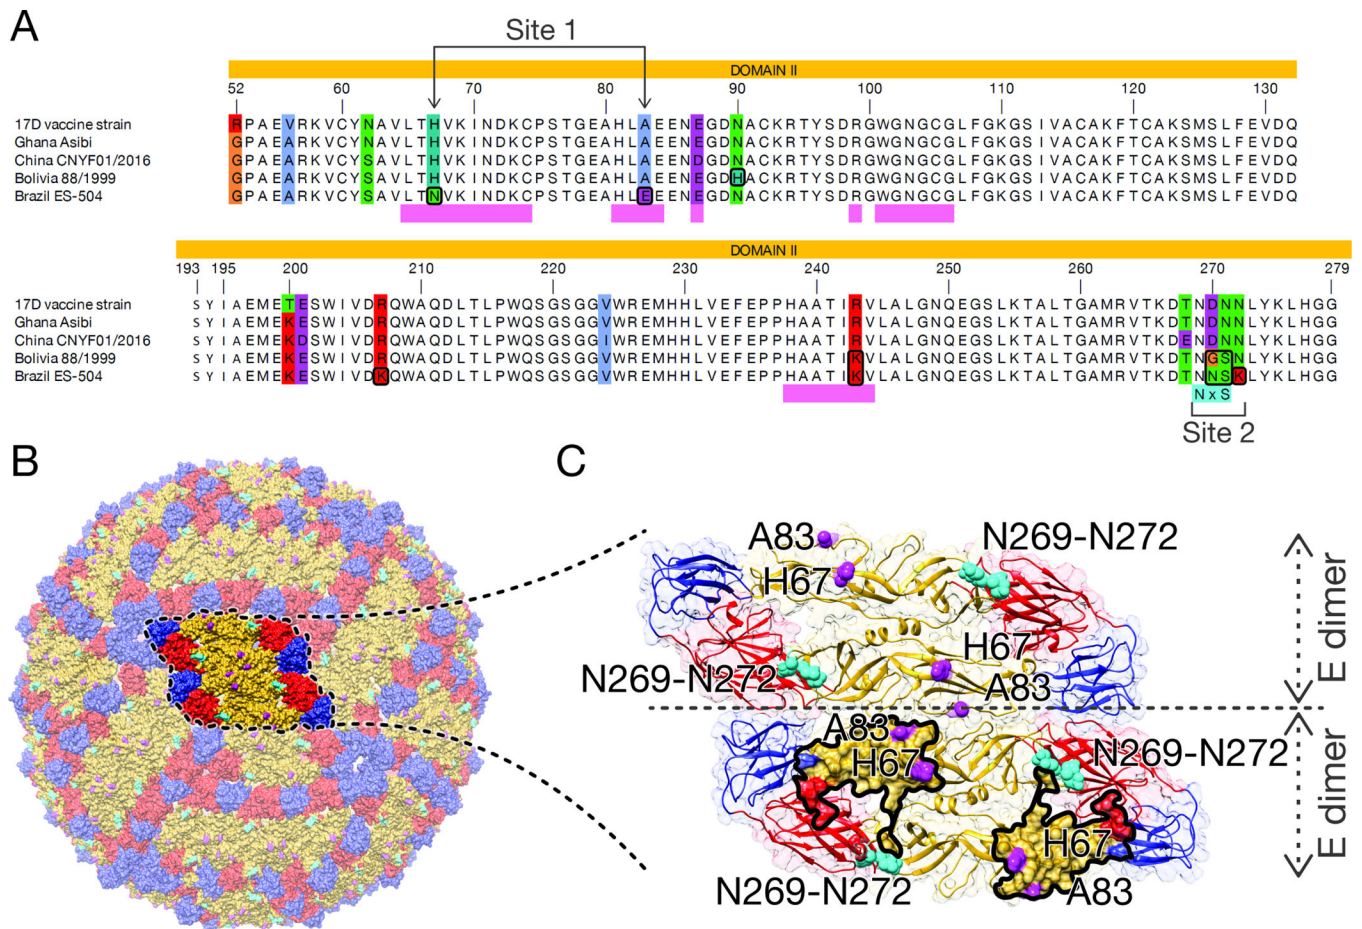 A
Site 1
DOMAIN II
52 60 70 80 90 100 110 120 130
17D vaccine strain RPAEVRKVCYNAVLTHVKINDKCPSTGEAHLAEENEGDNACKRTYSDRGWGNGCGLFGKGSIVACAKFTCAKSMSLFEVDQ
Ghana Asibi GPAEARKVCYNAVLTHVKINDKCPSTGEAHLAEENEGDNACKRTYSDRGWGNGCGLFGKGSIVACAKFTCAKSMSLFEVDQ
China CNYF01/2016 GPAEARKVCYSAVLTHVKINDKCPSTGEAHLAEENDGDNACKRTYSDRGWGNGCGLFGKGSIVACAKFTCAKSMSLFEVDQ
Bolivia 88/1999 GPAEARKVCYSAVLTHVKINDKCPSTGEAHLAEENEGDHACKRTYSDRGWGNGCGLFGKGSIVACAKFTCAKSMSLFEVDD
Brazil ES-504 GPAEARKVCYSAVLTNVKINDKCPSTGEAHLEEENEGDNACKRTYSDRGWGNGCGLFGKGSIVACAKFTCAKSMSLFEVDQ
DOMAIN II
193 195 200 210 220 230 240 250 260 270 279
17D vaccine strain SYIAEMETESWIVDRQWAQDLTLPWQSGSGGVWREMHHLVEFEPPHAATIRVLALGNQEGSLKTALTGAMRVTKDTNDNNLYKLHGG
Ghana Asibi SYIAEMEKESWIVDRQWAQDLTLPWQSGSGGVWREMHHLVEFEPPHAATIRVLALGNQEGSLKTALTGAMRVTKDTNDNNLYKLHGG
China CNYF01/2016 SYIAEMEKDSWIVDRQWAQDLTLPWQSGSGGIWREMHHLVEFEPPHAATIRVLALGNQEGSLKTALTGAMRVTKDENDNNLYKLHGG
Bolivia 88/1999 SYIAEMEKESWIVDRQWAQDLTLPWQSGSGGVWREMHHLVEFEPPHAATIKVLALGNQEGSLKTALTGAMRVTKDTNGSNLYKLHGG
Brazil ES-504 SYIAEMEKESWIVDKQWAQDLTLPWQSGSGGVWREMHHLVEFEPPHAATIKVLALGNQEGSLKTALTGAMRVTKDTNNSKLYKLHGG
N x S
Site 2
B
C
A83
N269-N272
H67
H67
N269-N272
A83
E dimer
A83
N269-N272
H67
H67
N269-N272
A83
E dimer